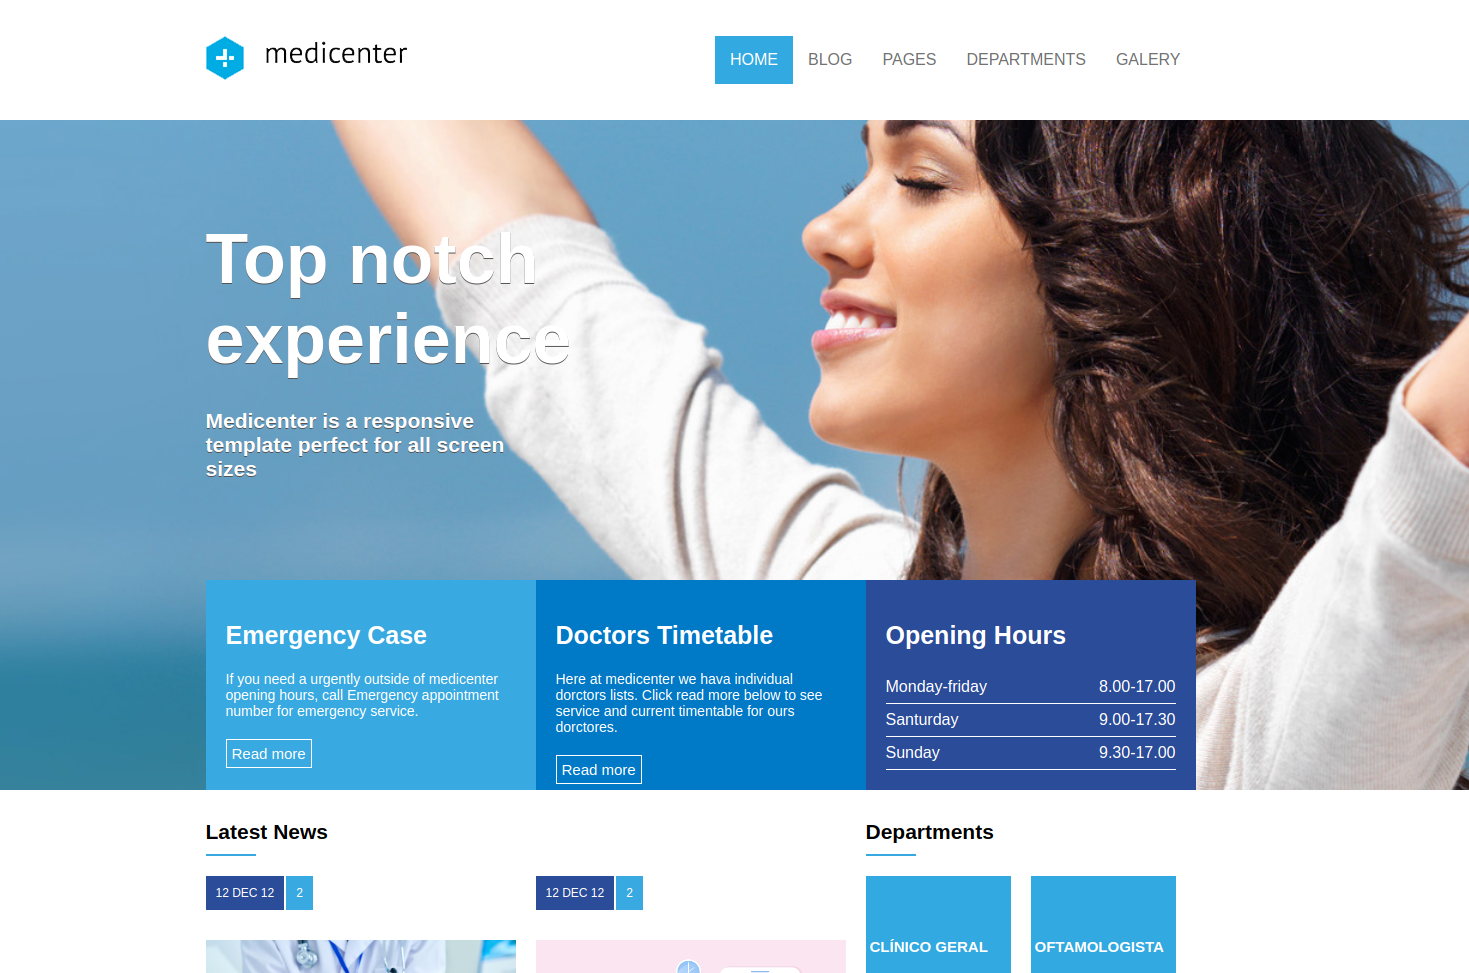 medicenter
HOME BLOG PAGES DEPARTMENTS GALERY
Top notch
experience
Medicenter is a responsive
template perfect for all screen
sizes
Emergency Case
If you need a urgently outside of medicenter
opening hours, call Emergency appointment
number for emergency service.
Read more
Doctors Timetable
Here at medicenter we hava individual
dorctors lists. Click read more below to see
service and current timentable for ours
dorctores.
Read more
Opening Hours
Monday-friday 8.00-17.00
Santurday 9.00-17.30
Sunday 9.30-17.00
Latest News
12 DEC 12 2
12 DEC 12 2
Departments
CLÍNICO GERAL
OFTAMOLOGISTA